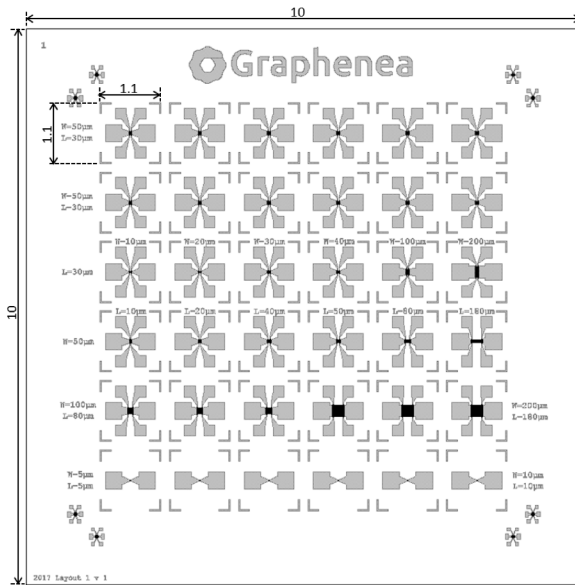 10
1
Graphenea
1.1
1.1
W=50μm
L=30μm
W=50μm
L=30μm
W=10μm W=20μm W=30μm W=40μm W=100μm W=200μm
L=30μm
L=10μm L=20μm L=40μm L=50μm L=80μm L=180μm
10
W=50μm
W=100μm
L=80μm
W=200μm
L=180μm
W=5μm
L=5μm
W=10μm
L=10μm
2017 Layout 1 v 1